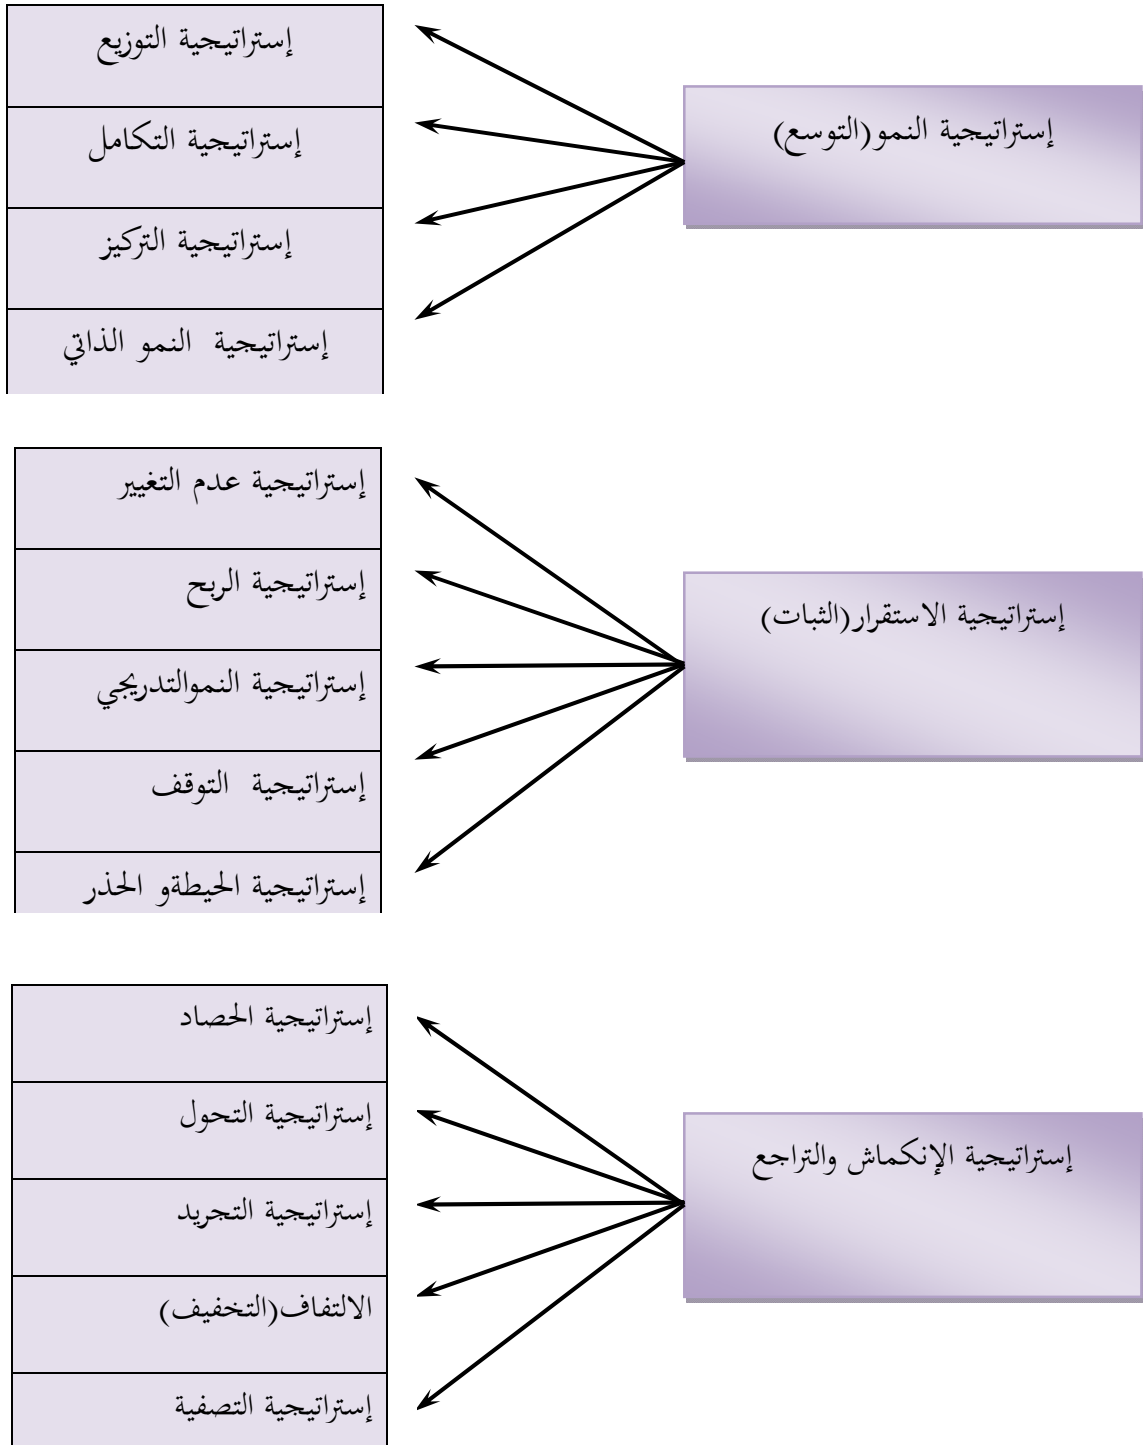 إستراتيجية النمو(التوسع)
إستراتيجية التوزيع
إستراتيجية التكامل
إستراتيجية التركيز
إستراتيجية النمو الذاتي
إستراتيجية الاستقرار(الثبات)
إستراتيجية عدم التغيير
إستراتيجية الربح
إستراتيجية النموالتدريجي
إستراتيجية التوقف
إستراتيجية الحيطةو الحذر
إستراتيجية الإنكماش والتراجع
إستراتيجية الحصاد
إستراتيجية التحول
إستراتيجية التجريد
الالتفاف(التخفيف)
إستراتيجية التصفية